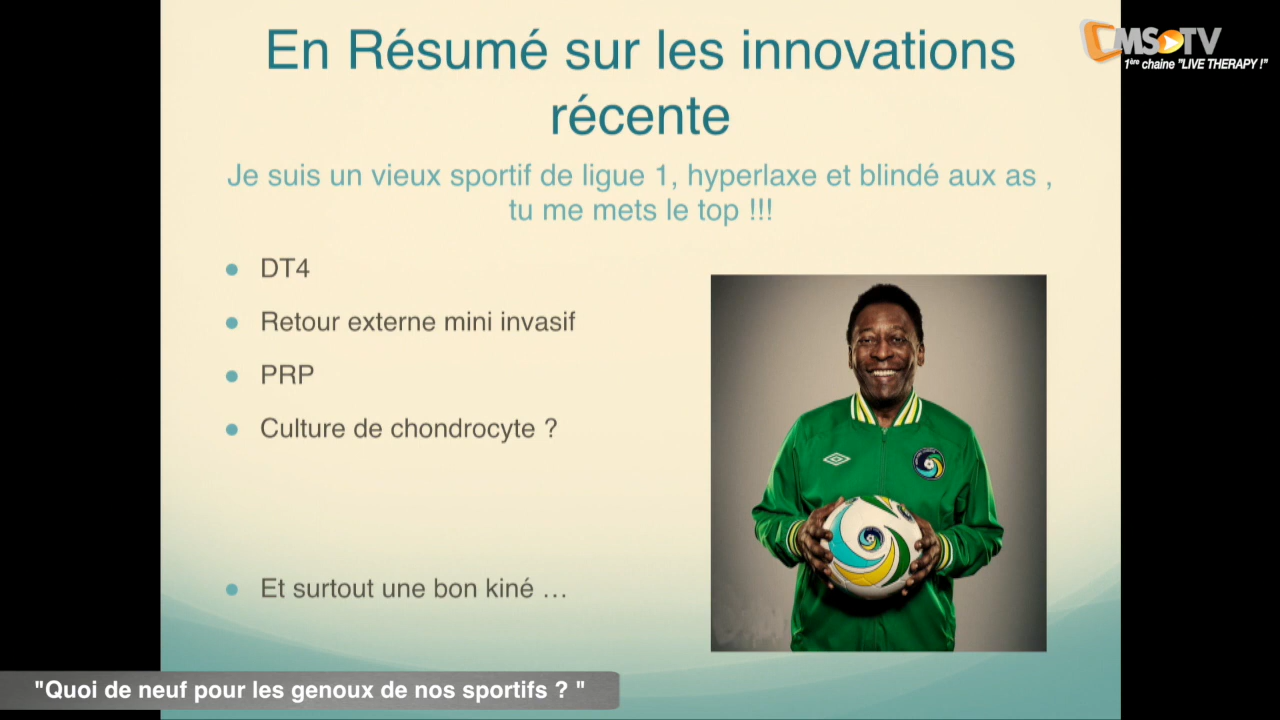 En Résumé sur les innovations
récente
Je suis un vieux sportif de ligue 1, hyperlaxe et blindé aux as ,
tu me mets le top !!!
DT4
Retour externe mini invasif
PRP
Culture de chondrocyte ?
Et surtout une bon kiné …
"Quoi de neuf pour les genoux de nos sportifs ? "
MS TV
1ère chaine "LIVE THERAPY !"